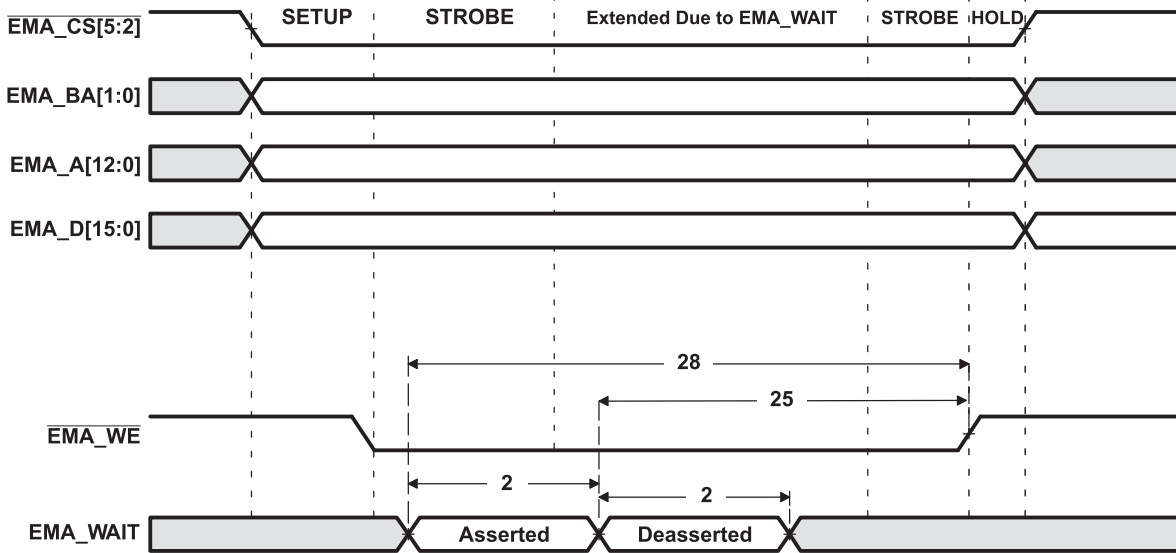 EMA_CS[5:2]
SETUP STROBE Extended Due to EMA_WAIT STROBE HOLD
EMA_BA[1:0]
EMA_A[12:0]
EMA_D[15:0]
28
25
EMA_WE
2
2
EMA_WAIT Asserted Deasserted